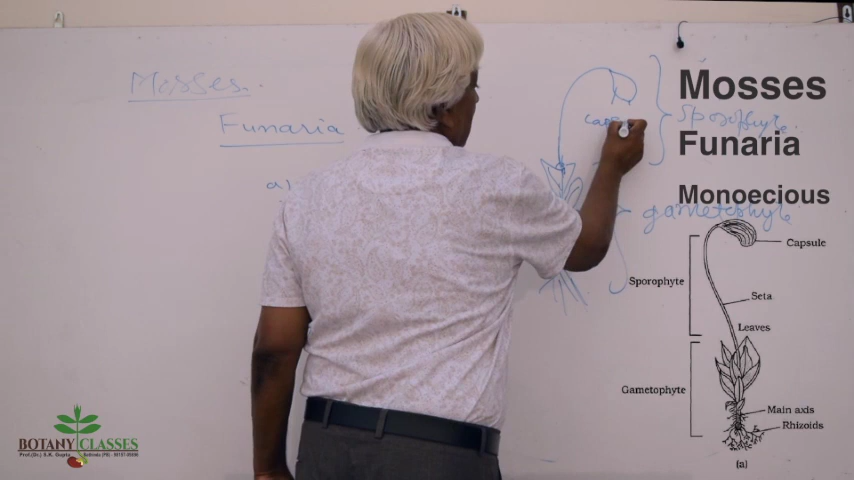 Mosses.
Funaria
a)
Sporophyte.
gametophyte
Mosses
Funaria
Monoecious
Capsule
Sporophyte
Seta
Leaves
Gametophyte
Main axis
Rhizoids
(a)
BOTANY CLASSES